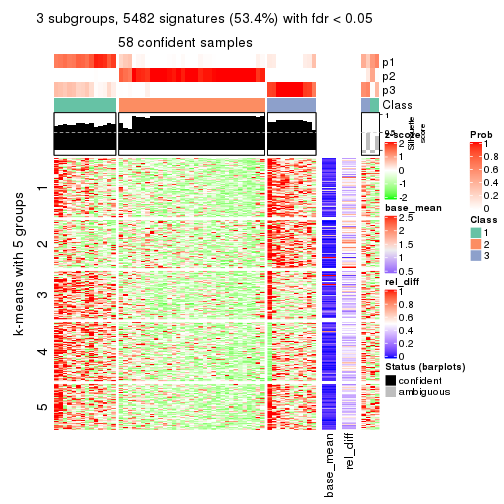 3 subgroups, 5482 signatures (53.4%) with fdr < 0.05
58 confident samples
p1
p2
p3
Class
1
0.5
0
Silhouette
score
k-means with 5 groups
1
2
3
4
5
base_mean
rel_diff
z-score
2
1
0
-1
-2
base_mean
2.5
1.5
0.5
rel_diff
1
0.8
0.6
0.4
0.2
0
Status (barplots)
confident
ambiguous
Prob
1
0.8
0.6
0.4
0.2
0
Class
1
2
3